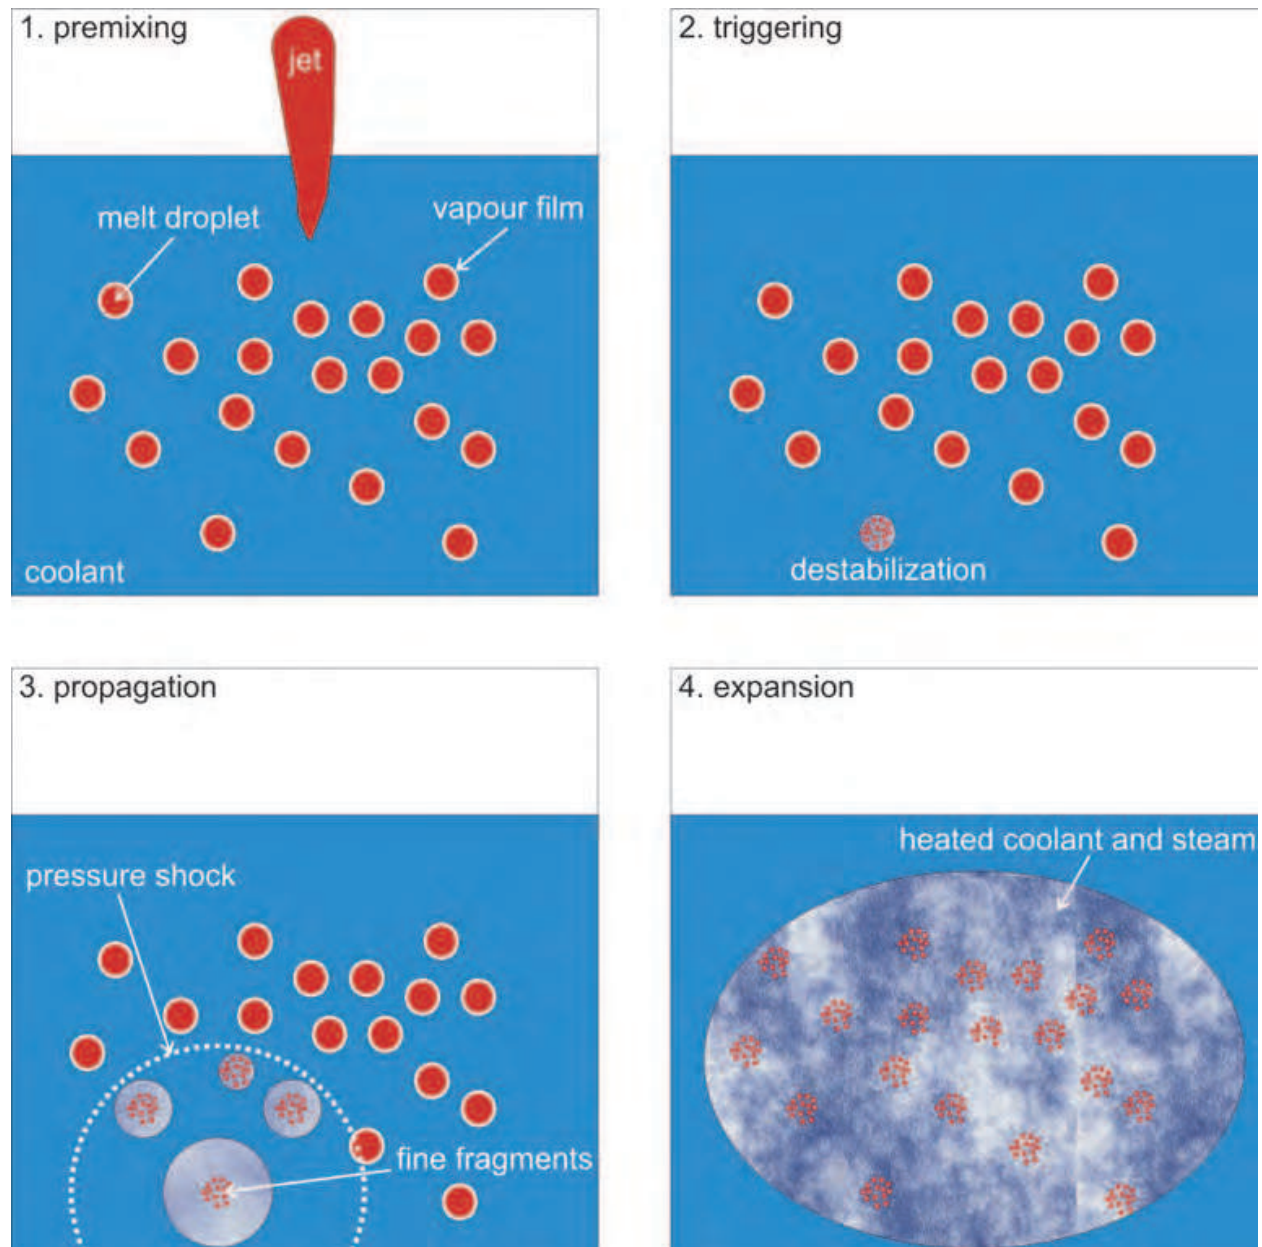 1. premixing
jet
melt droplet
vapour film
coolant
2. triggering
destabilization
3. propagation
pressure shock
fine fragments
4. expansion
heated coolant and steam